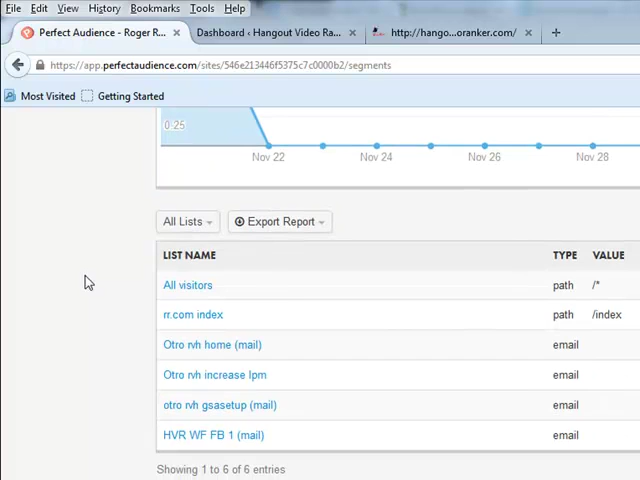 File Edit View History Bookmarks Tools Help
Perfect Audience - Roger R... × Dashboard ‹ Hangout Video Ra... × http://hango...oranker.com/ × +
https://app.perfectaudience.com/sites/546e213446f5375c7c0000b2/segments
Most Visited Getting Started
0.25
Nov 22 Nov 24 Nov 26 Nov 28
All Lists Export Report
LIST NAME TYPE VALUE
All visitors path /*
rr.com index path /index
Otro rvh home (mail) email
Otro rvh increase lpm email
otro rvh gsasetup (mail) email
HVR WF FB 1 (mail) email
Showing 1 to 6 of 6 entries